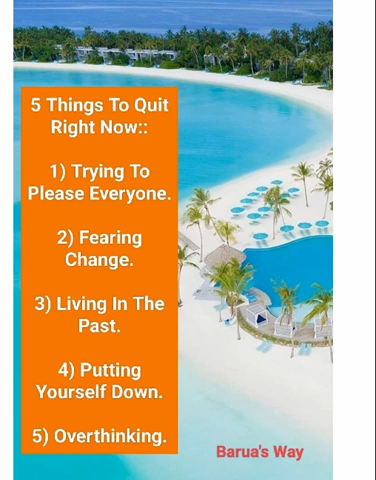 5 Things To Quit
Right Now::
1) Trying To
Please Everyone.
2) Fearing
Change.
3) Living In The
Past.
4) Putting
Yourself Down.
5) Overthinking.
Barua's Way